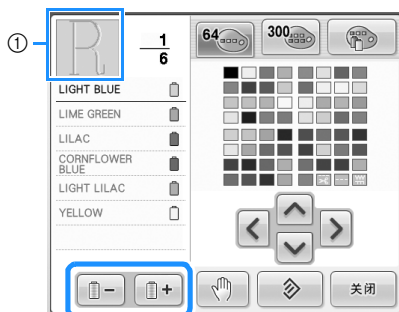 ①
R
1
6
64
300
LIGHT BLUE
LIME GREEN
LILAC
CORNFLOWER
BLUE
LIGHT LILAC
YELLOW
−
+
关闭